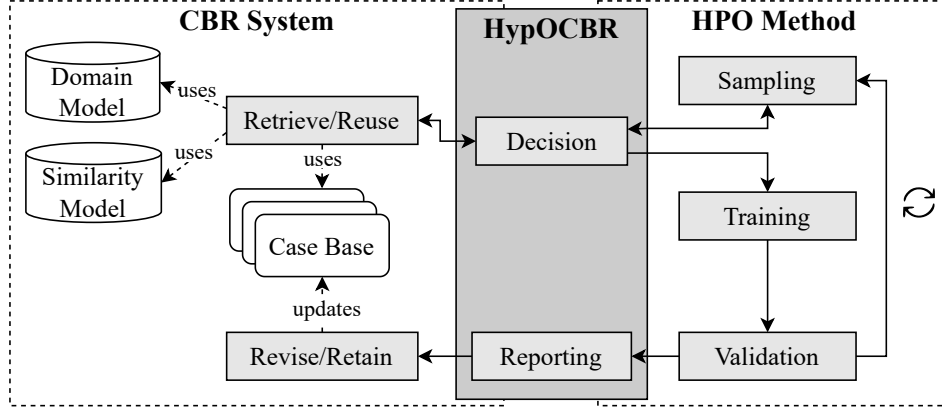 CBR System
HypOCBR
HPO Method
Domain
Model
uses
Sampling
Retrieve/Reuse
Decision
uses
uses
Similarity
Model
Training
Case Base
updates
Revise/Retain
Reporting
Validation